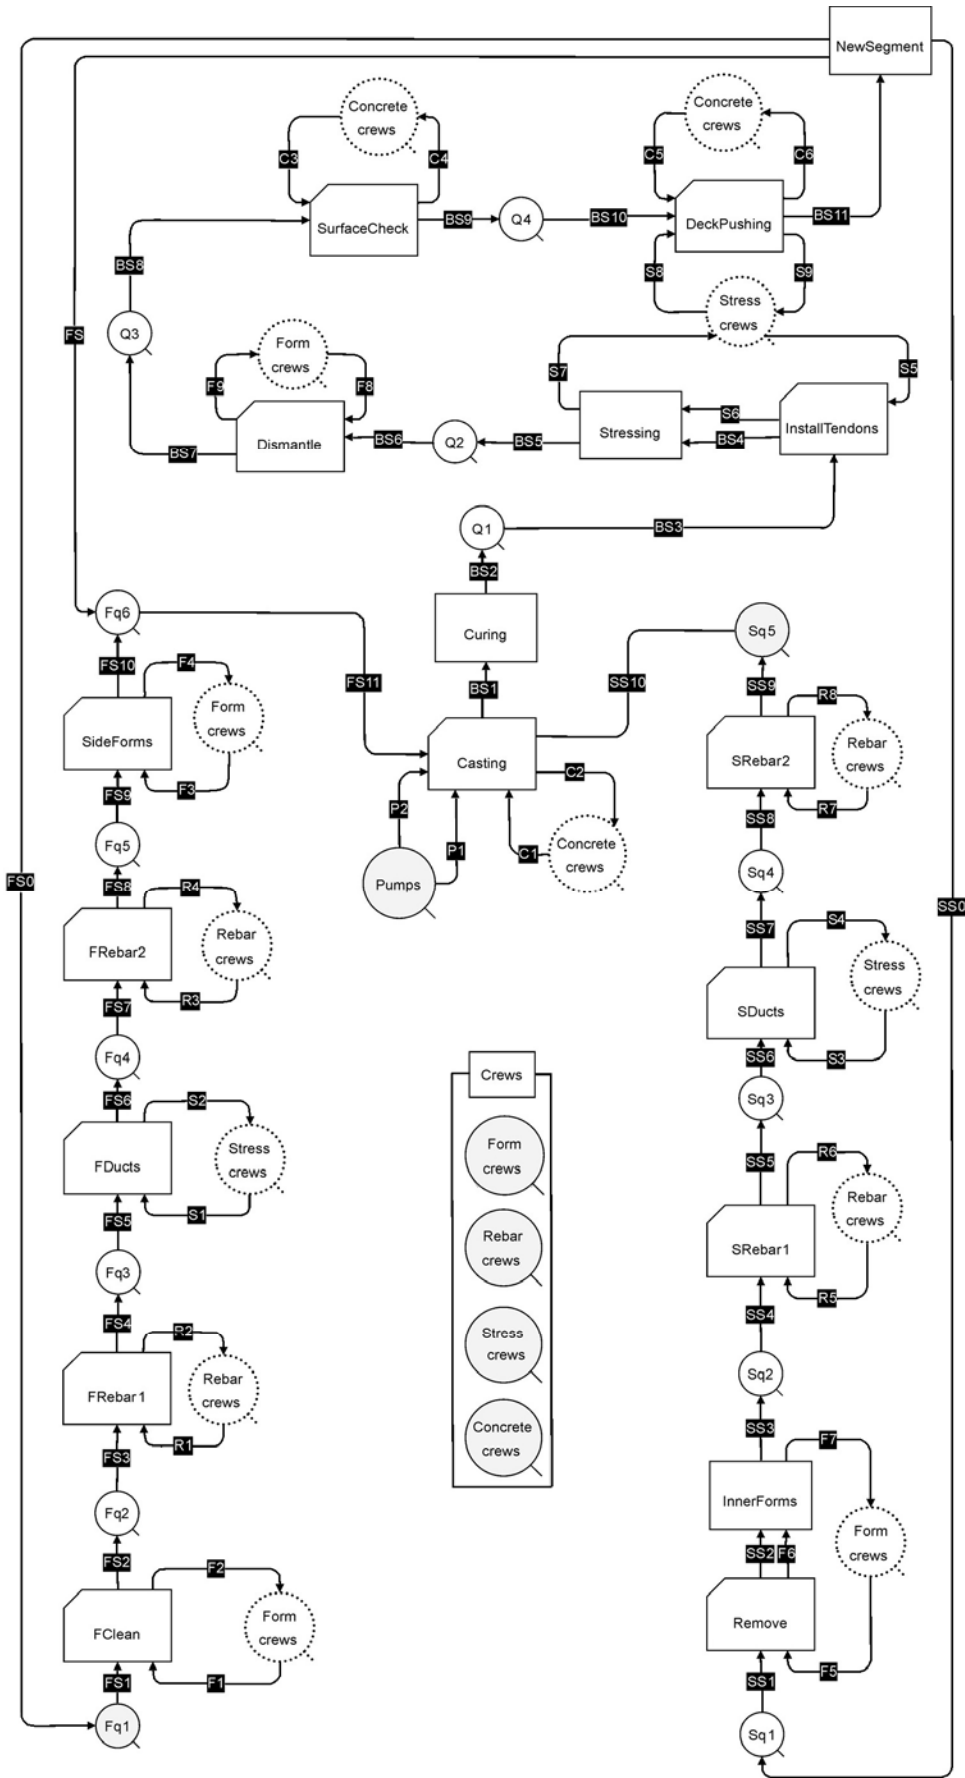 NewSegment
Concrete
crews
Concrete
crews
C3
C4
C5
C6
SurfaceCheck
BS9
Q4
BS10
DeckPushing
BS11
BS8
S8
S9
Stress
crews
FS
Q3
Form
crews
F9
F8
S7
S5
Dismantle
BS7
BS6
Q2
BS5
Stressing
S6
BS4
InstallTendons
Q1
BS3
BS2
Fq6
Curing
Sq5
FS10
F4
FS11
BS1
SS10
SS9
R8
SideForms
Form
crews
Casting
C2
SRebar2
Rebar
crews
F3
FS9
P2
P1
C1
Concrete
crews
R7
SS8
Fq5
Pumps
Sq4
FS0
FS8
R4
SS0
FRebar2
Rebar
crews
SS7
S4
R3
FS7
SDucts
Stress
crews
Fq4
SS6
S3
FS6
S2
Crews
Sq3
FDucts
Stress
crews
Form
crews
SS5
R6
S1
FS5
SRebar1
Rebar
crews
Fq3
Rebar
crews
R5
SS4
FS4
R2
Stress
crews
FRebar1
Rebar
crews
Sq2
R1
FS3
Concrete
crews
SS3
F7
Fq2
InnerForms
Form
crews
FS2
F2
SS2
F6
FClean
Form
crews
Remove
F5
FS1
F1
SS1
Fq1
Sq1